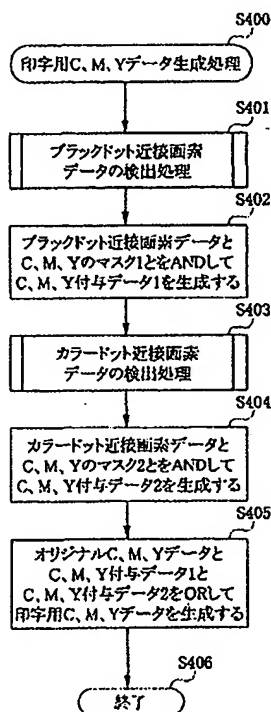 S400
印字用C、M、Yデータ生成処理
S401
ブラックドット近接画素
データの検出処理
S402
ブラックドット近接画素データと
C、M、Yのマスク1とをANDして
C、M、Y付与データ1を生成する
S403
カラードット近接画素
データの検出処理
S404
カラードット近接画素データと
C、M、Yのマスク2とをANDして
C、M、Y付与データ2を生成する
S405
オリジナルC、M、Yデータと
C、M、Y付与データ1と
C、M、Y付与データ2をORして
印字用C、M、Yデータを生成する
S406
終了